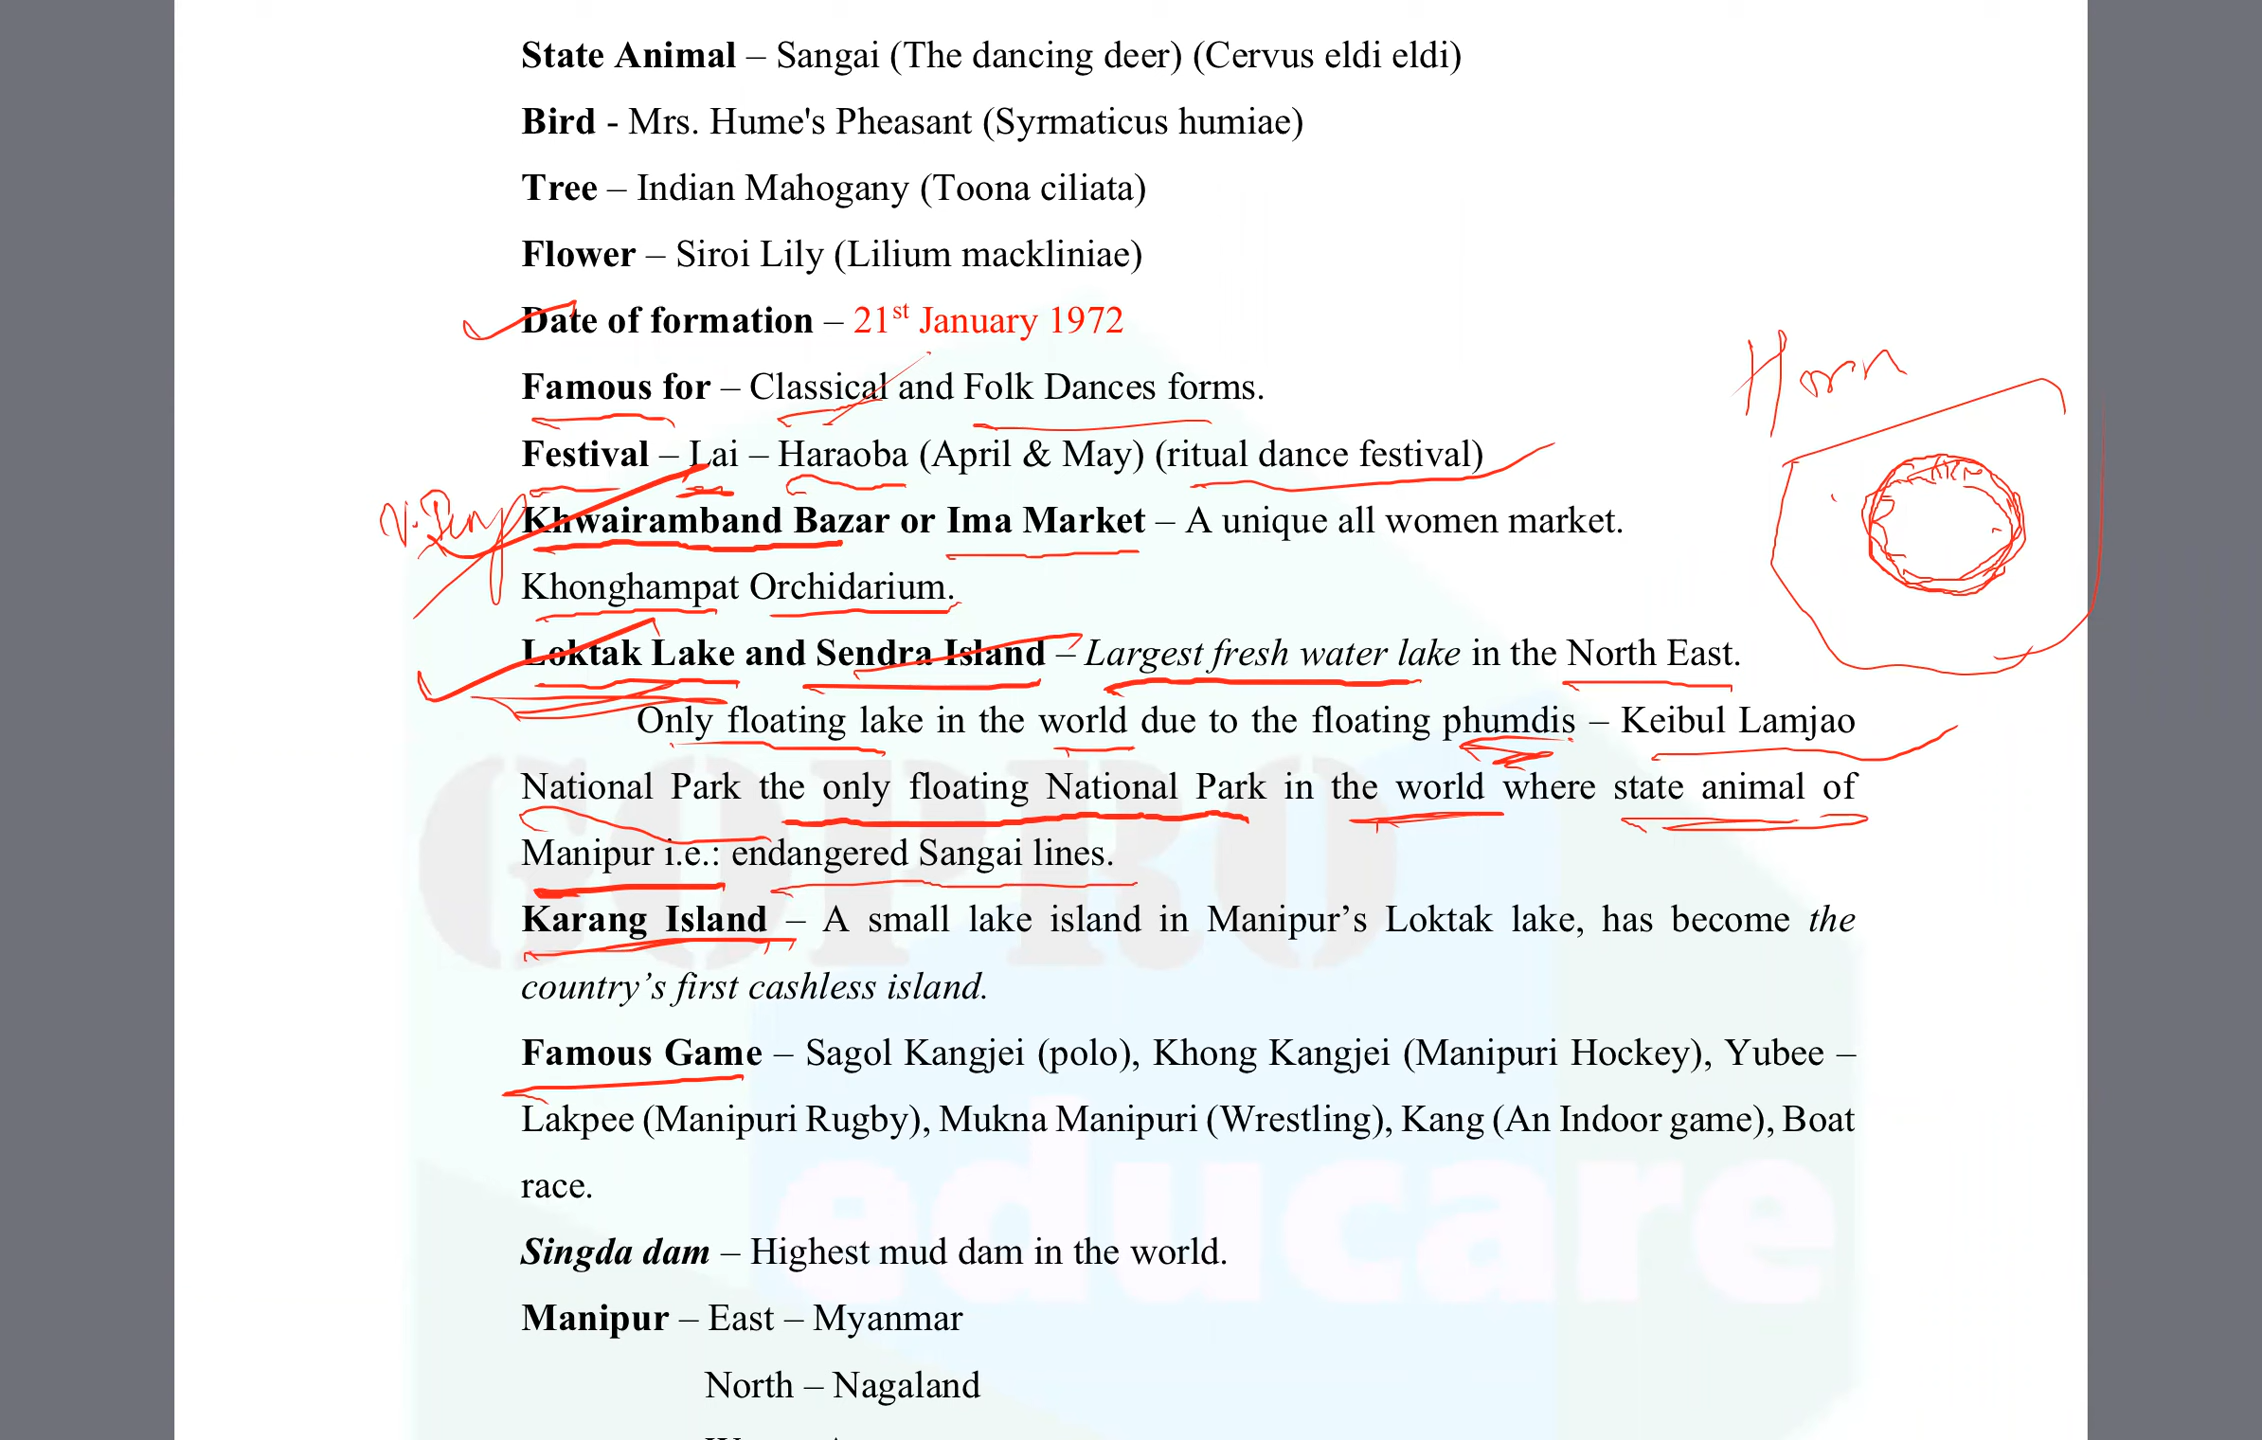 State Animal – Sangai (The dancing deer) (Cervus eldi eldi)
Bird - Mrs. Hume's Pheasant (Syrmaticus humiae)
Tree – Indian Mahogany (Toona ciliata)
Flower – Siroi Lily (Lilium mackliniae)
Date of formation – 21st January 1972
Horn
Famous for – Classical and Folk Dances forms.
Festival – Lai – Haraoba (April & May) (ritual dance festival)
Khwairamband Bazar or Ima Market – A unique all women market.
Khonghampat Orchidarium.
Loktak Lake and Sendra Island – Largest fresh water lake in the North East.
Only floating lake in the world due to the floating phumdis – Keibul Lamjao
National Park the only floating National Park in the world where state animal of
Manipur i.e.: endangered Sangai lines.
Karang Island – A small lake island in Manipur’s Loktak lake, has become the
country’s first cashless island.
Famous Game – Sagol Kangjei (polo), Khong Kangjei (Manipuri Hockey), Yubee –
Lakpee (Manipuri Rugby), Mukna Manipuri (Wrestling), Kang (An Indoor game), Boat
race.
Singda dam – Highest mud dam in the world.
Manipur – East – Myanmar
North – Nagaland
GOPRO
educare